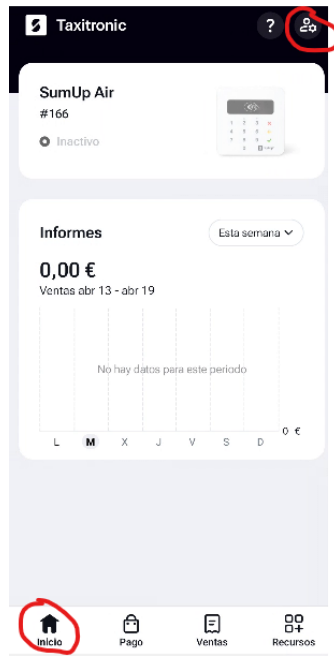 Taxitronic
?
SumUp Air
#166
Inactivo
Informes
Esta semana
0,00 €
Ventas abr 13 - abr 19
No hay datos para este periodo
0 €
L M X J V S D
Inicio Pago Ventas Recursos